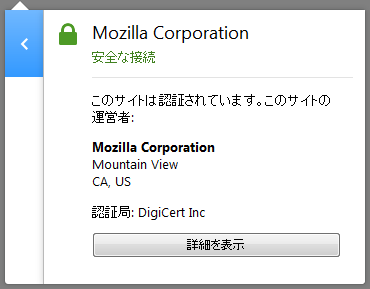 Mozilla Corporation
安全な接続
このサイトは認証されています。このサイトの
運営者:
Mozilla Corporation
Mountain View
CA, US
認証局: DigiCert Inc
詳細を表示